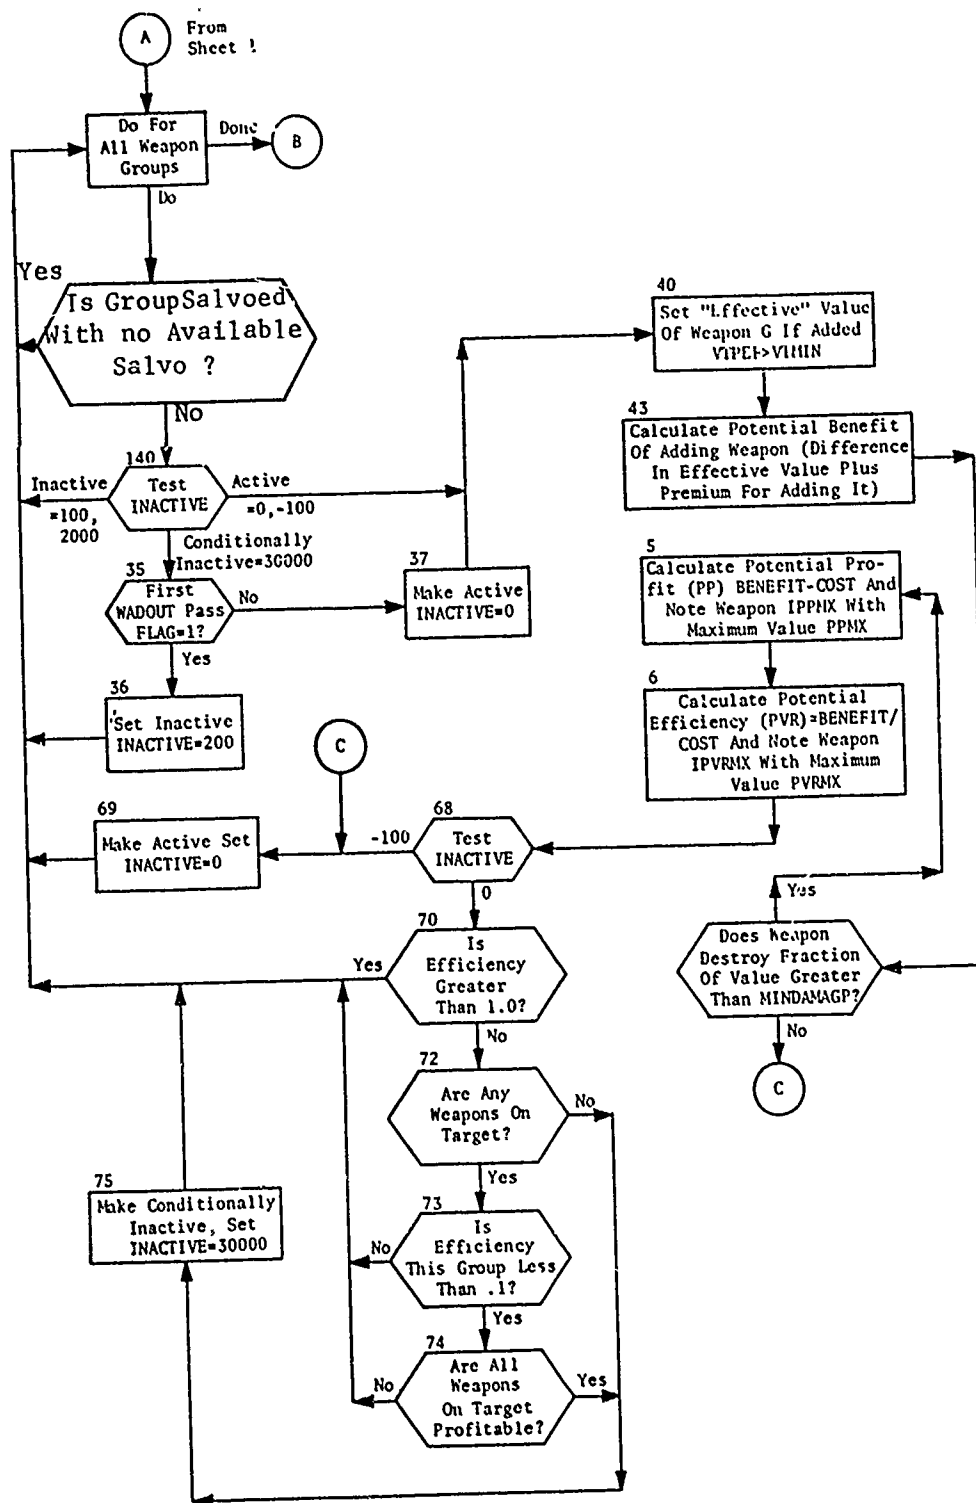 A
From
Sheet
Do For
All Weapon
Groups
Done
B
Do
Yes
Is GroupSalvoed
With no Available
Salvo ?
No
140
Test
INACTIVE
Inactive
=100,
2000
Active
=0,-100
Conditionally
Inactive=30000
35
First
WADOUT Pass
FLAG=1?
No
37
Make Active
INACTIVE=0
Yes
36
Set Inactive
INACTIVE=200
40
Set "Effective" Value
Of Weapon G If Added
43
Calculate Potential Benefit
Of Adding Weapon (Difference
In Effective Value Plus
Premium For Adding It)
5
Calculate Potential Pro-
fit (PP) BENEFIT-COST And
Note Weapon IPPMX With
Maximum Value PPMX
6
Calculate Potential
Efficiency (PVR)=BENEFIT/
COST And Note Weapon
IPVRMX With Maximum
Value PVRMX
C
69
Make Active Set
INACTIVE=0
-100
68
Test
INACTIVE
0
Yes
Does Weapon
Destroy Fraction
Of Value Greater
Than MINDAMAGP?
No
C
70
Is
Efficiency
Greater
Than 1.0?
Yes
No
72
Are Any
Weapons On
Target?
No
Yes
75
Make Conditionally
Inactive, Set
INACTIVE=30000
73
Is
Efficiency
This Group Less
Than .1?
No
Yes
74
Are All
Weapons
On Target
Profitable?
No
Yes